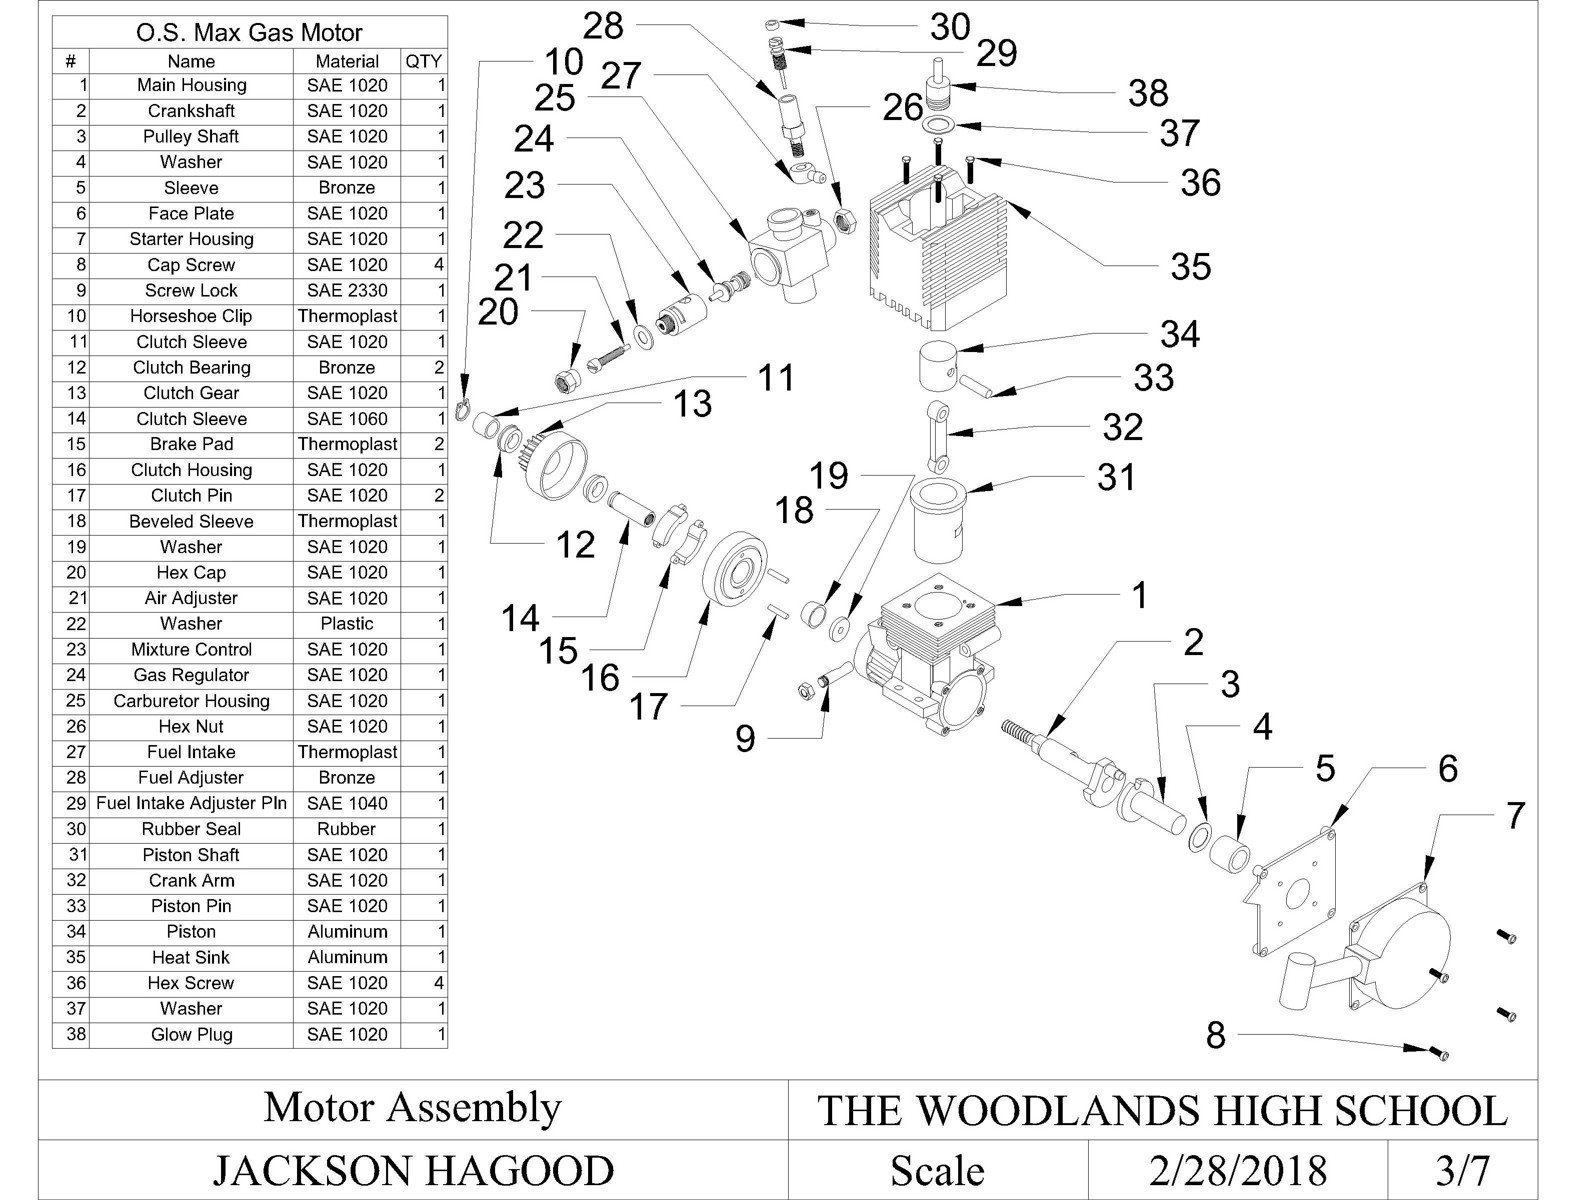 O.S. Max Gas Motor
# Name Material QTY
1 Main Housing SAE 1020 1
2 Crankshaft SAE 1020 1
3 Pulley Shaft SAE 1020 1
4 Washer SAE 1020 1
5 Sleeve Bronze 1
6 Face Plate SAE 1020 1
7 Starter Housing SAE 1020 1
8 Cap Screw SAE 1020 4
9 Screw Lock SAE 2330 1
10 Horseshoe Clip Thermoplast 1
11 Clutch Sleeve SAE 1020 1
12 Clutch Bearing Bronze 2
13 Clutch Gear SAE 1020 1
14 Clutch Sleeve SAE 1060 1
15 Brake Pad Thermoplast 2
16 Clutch Housing SAE 1020 1
17 Clutch Pin SAE 1020 2
18 Beveled Sleeve Thermoplast 1
19 Washer SAE 1020 1
20 Hex Cap SAE 1020 1
21 Air Adjuster SAE 1020 1
22 Washer Plastic 1
23 Mixture Control SAE 1020 1
24 Gas Regulator SAE 1020 1
25 Carburetor Housing SAE 1020 1
26 Hex Nut SAE 1020 1
27 Fuel Intake Thermoplast 1
28 Fuel Adjuster Bronze 1
29 Fuel Intake Adjuster PIn SAE 1040 1
30 Rubber Seal Rubber 1
31 Piston Shaft SAE 1020 1
32 Crank Arm SAE 1020 1
33 Piston Pin SAE 1020 1
34 Piston Aluminum 1
35 Heat Sink Aluminum 1
36 Hex Screw SAE 1020 4
37 Washer SAE 1020 1
38 Glow Plug SAE 1020 1
28
30
29
10
27
25
26
38
24
37
23
36
22
21
35
20
34
11
33
13
32
19
31
18
12
14
1
15
2
16
3
17
4
9
5
6
7
8
Motor Assembly
THE WOODLANDS HIGH SCHOOL
JACKSON HAGOOD
Scale
2/28/2018
3/7